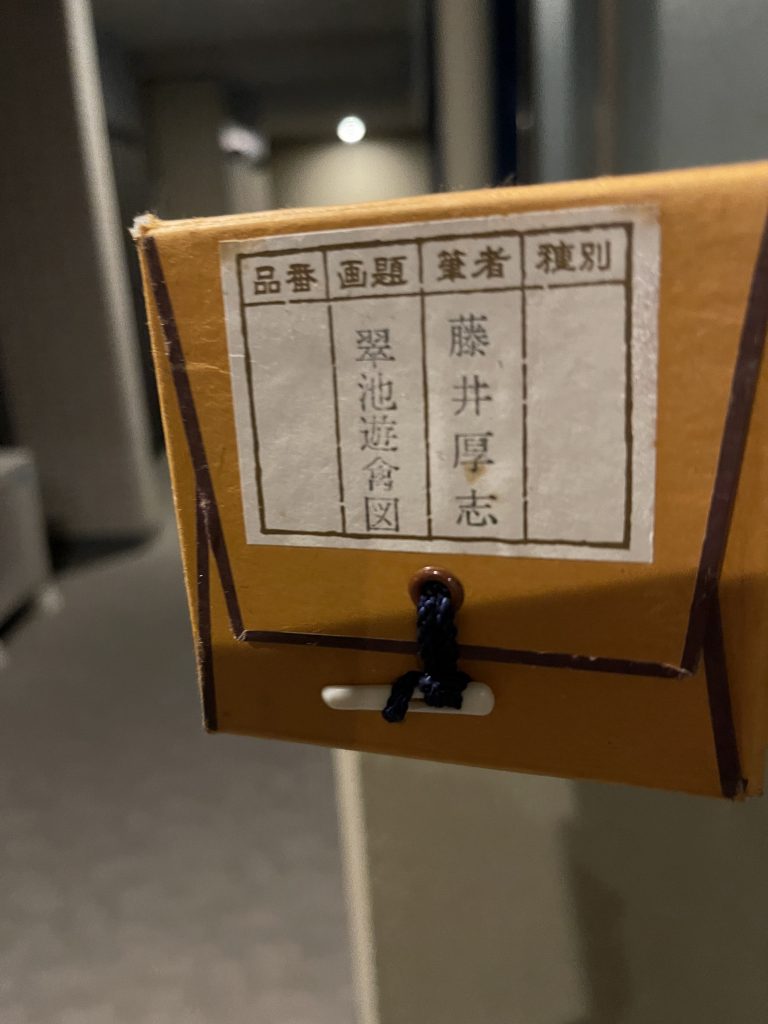 種別
筆者
藤井厚志
画題
翠池遊禽図
品番